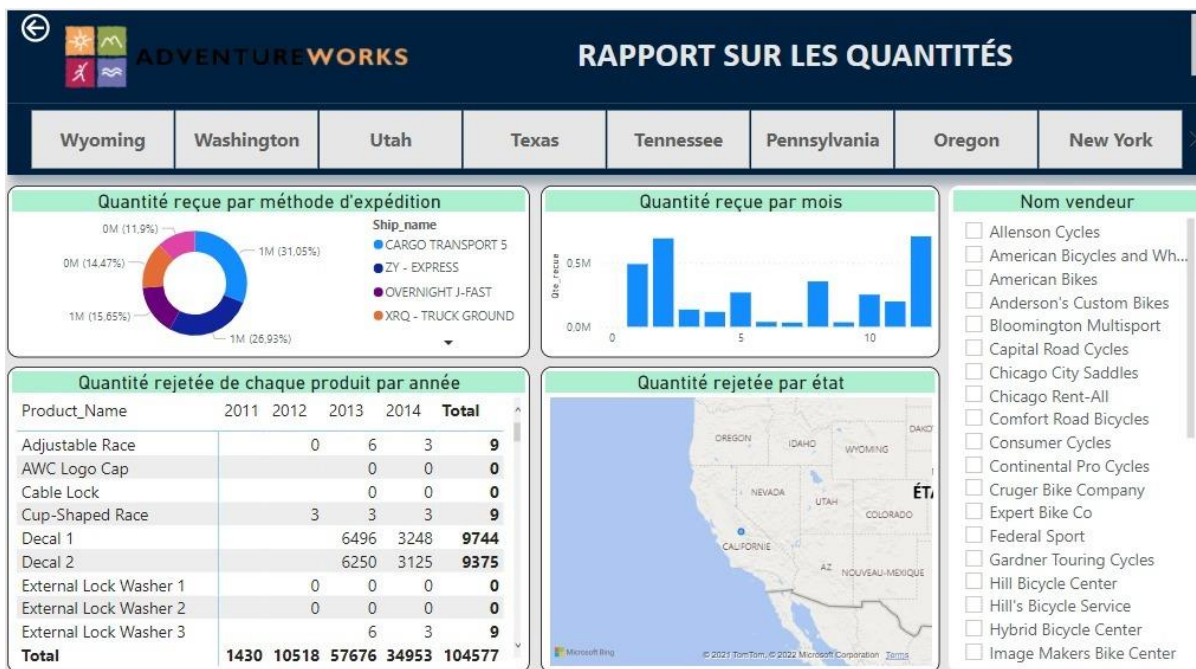 ADVENTUREWORKS
RAPPORT SUR LES QUANTITÉS
Wyoming Washington Utah Texas Tennessee Pennsylvania Oregon New York
Quantité reçue par méthode d'expédition
0M (11,9%)
0M (14,47%)
1M (15,65%)
1M (31,05%)
1M (26,93%)
Ship_name
CARGO TRANSPORT 5
ZY - EXPRESS
OVERNIGHT J-FAST
XRQ - TRUCK GROUND
Quantité reçue par mois
Qte_recue
0,5M
0,0M
0 5 10
Nom vendeur
Allenson Cycles
American Bicycles and Wh...
American Bikes
Anderson's Custom Bikes
Bloomington Multisport
Capital Road Cycles
Chicago City Saddles
Chicago Rent-All
Comfort Road Bicycles
Consumer Cycles
Continental Pro Cycles
Cruger Bike Company
Expert Bike Co
Federal Sport
Gardner Touring Cycles
Hill Bicycle Center
Hill's Bicycle Service
Hybrid Bicycle Center
Image Makers Bike Center
Quantité rejetée de chaque produit par année
Product_Name 2011 2012 2013 2014 Total
Adjustable Race 0 6 3 9
AWC Logo Cap 0 0 0
Cable Lock 0 0 0
Cup-Shaped Race 3 3 3 9
Decal 1 6496 3248 9744
Decal 2 6250 3125 9375
External Lock Washer 1 0 0 0 0
External Lock Washer 2 0 0 0 0
External Lock Washer 3 6 3 9
Total 1430 10518 57676 34953 104577
Quantité rejetée par état
OREGON
IDAHO
WYOMING
DAKO
NEVADA
UTAH
ÉTA
COLORADO
CALIFORNIE
AZ
NOUVEAU-MEXIQUE
Microsoft Bing
© 2021 TomTom, © 2022 Microsoft Corporation Terms